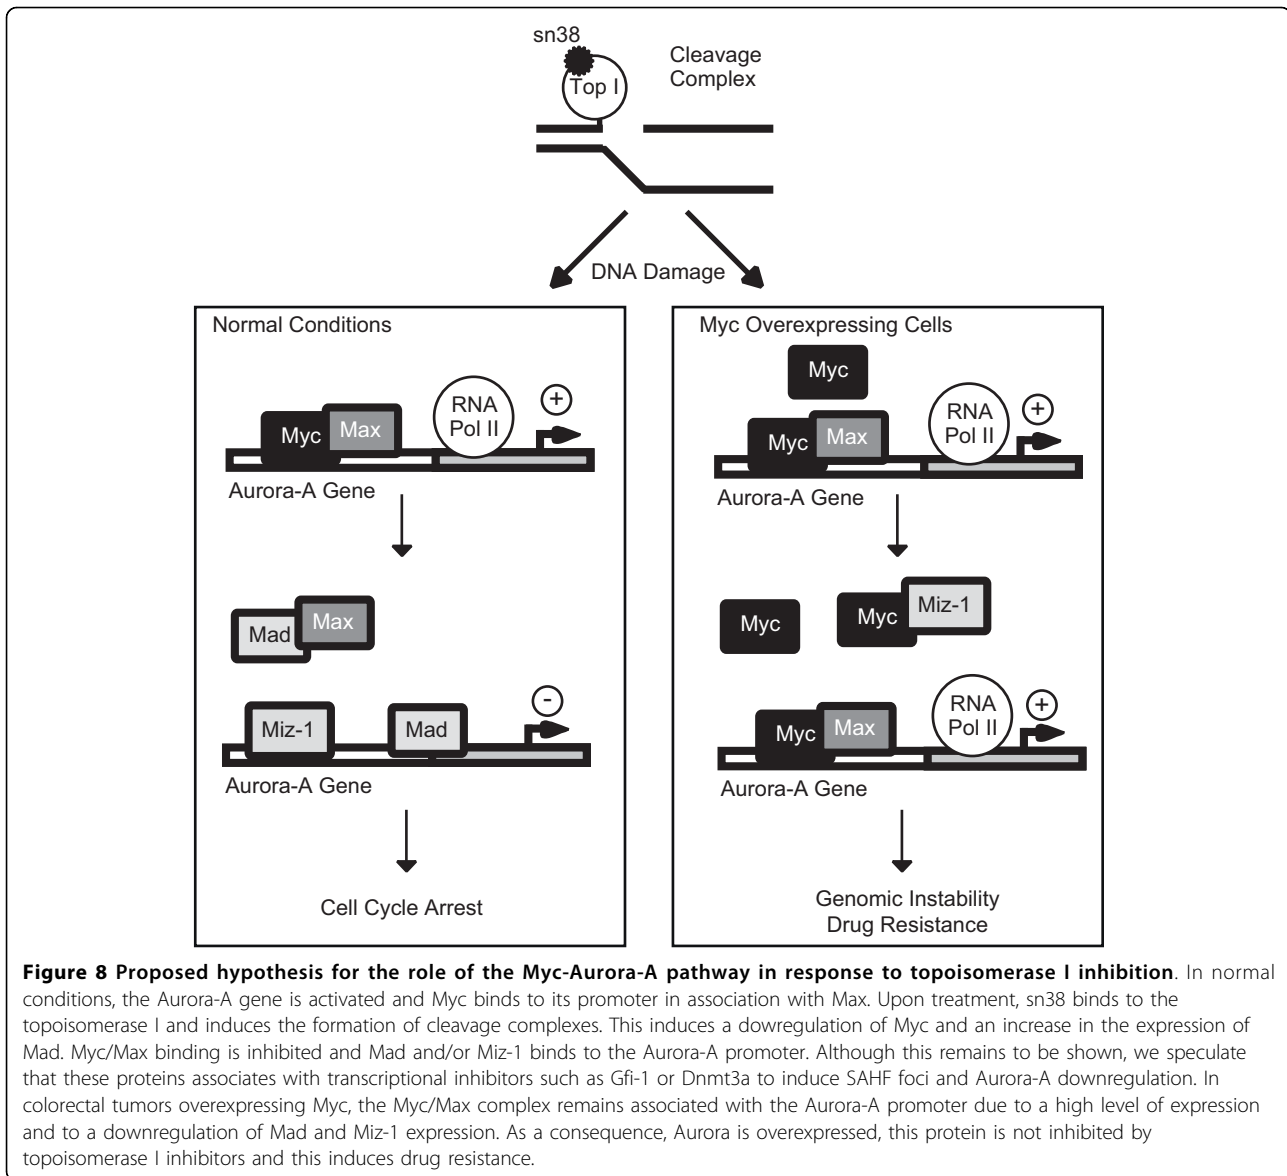 sn38
Top I
Cleavage
Complex
DNA Damage
Normal Conditions
Myc
Max
RNA
Pol II
+
Aurora-A Gene
Mad
Max
Miz-1
Mad
-
Aurora-A Gene
Cell Cycle Arrest
Myc Overexpressing Cells
Myc
Myc
Max
RNA
Pol II
+
Aurora-A Gene
Myc
Myc
Miz-1
Myc
Max
RNA
Pol II
+
Aurora-A Gene
Genomic Instability
Drug Resistance
Figure 8 Proposed hypothesis for the role of the Myc-Aurora-A pathway in response to topoisomerase I inhibition. In normal
conditions, the Aurora-A gene is activated and Myc binds to its promoter in association with Max. Upon treatment, sn38 binds to the
topoisomerase I and induces the formation of cleavage complexes. This induces a dowregulation of Myc and an increase in the expression of
Mad. Myc/Max binding is inhibited and Mad and/or Miz-1 binds to the Aurora-A promoter. Although this remains to be shown, we speculate
that these proteins associates with transcriptional inhibitors such as Gfi-1 or Dnmt3a to induce SAHF foci and Aurora-A downregulation. In
colorectal tumors overexpressing Myc, the Myc/Max complex remains associated with the Aurora-A promoter due to a high level of expression
and to a downregulation of Mad and Miz-1 expression. As a consequence, Aurora is overexpressed, this protein is not inhibited by
topoisomerase I inhibitors and this induces drug resistance.